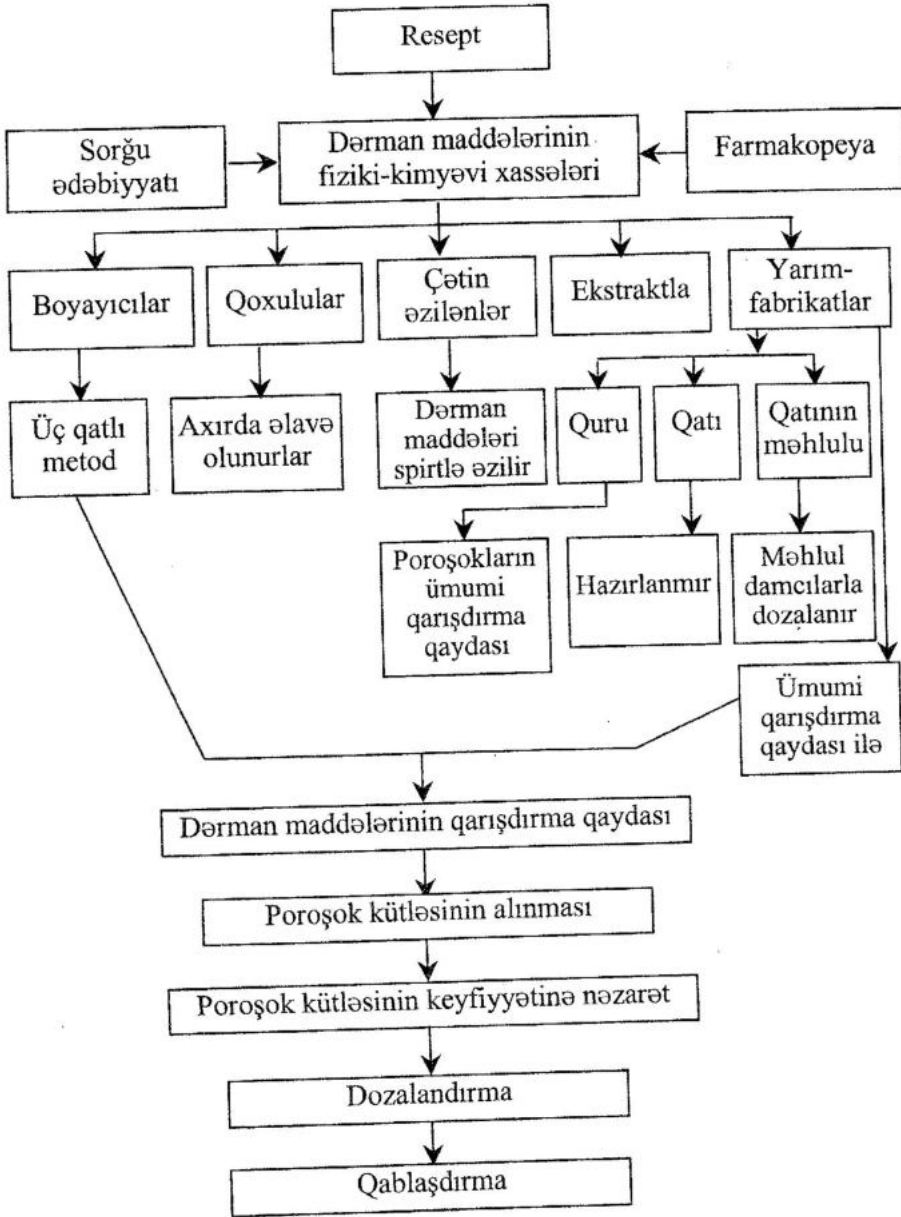 Resept
Sorğu
ədəbiyyatı
Dərman maddələrinin
fiziki-kimyəvi xassələri
Farmakopeya
Boyayıcılar
Qoxulular
Çətin
əzilənlər
Ekstraktla
Yarım-
fabrikatlar
Üç qatlı
metod
Axırda əlavə
olunurlar
Dərman
maddələri
spirtlə əzilir
Quru
Qatı
Qatının
məhlulu
Poroşokların
ümumi
qarışdırma
qaydası
Hazırlanmır
Məhlul
damcılarla
dozalanır
Ümumi
qarışdırma
qaydası ilə
Dərman maddələrinin qarışdırma qaydası
Poroşok kütləsinin alınması
Poroşok kütləsinin keyfiyyətinə nəzarət
Dozalandırma
Qablaşdırma